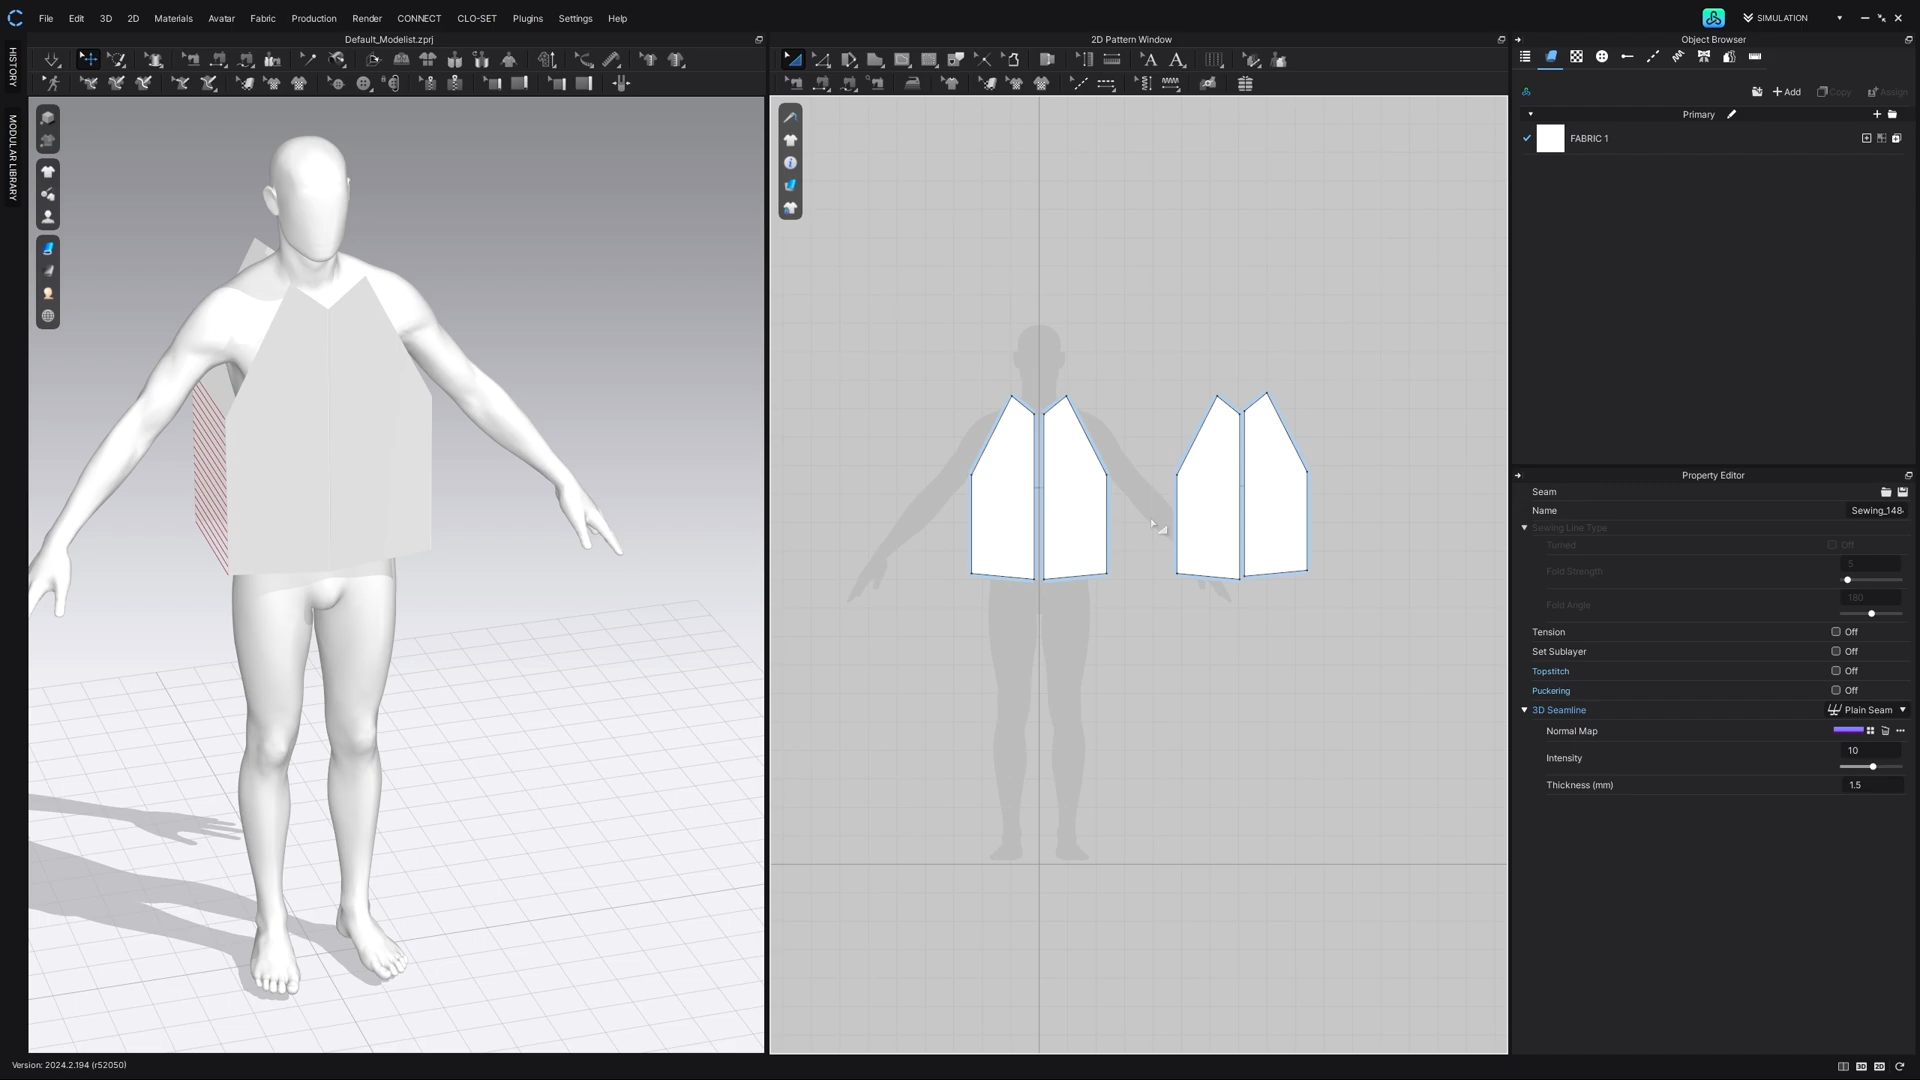 File Edit 3D 2D Materials Avatar Fabric Production Render CONNECT CLO-SET Plugins Settings Help
SIMULATION
HISTORY
MODULAR LIBRARY
Default_Modelist.zprj
2D Pattern Window
Object Browser
Add Copy Assign
Primary
FABRIC 1
Property Editor
Seam
Name Sewing_148
Sewing Line Type
Turned Off
Fold Strength 5
Fold Angle 180
Tension Off
Set Sublayer Off
Topstitch Off
Puckering Off
3D Seamline Plain Seam
Normal Map
Intensity 10
Thickness (mm) 1.5
Version: 2024.2.194 (r52050)
3D 2D